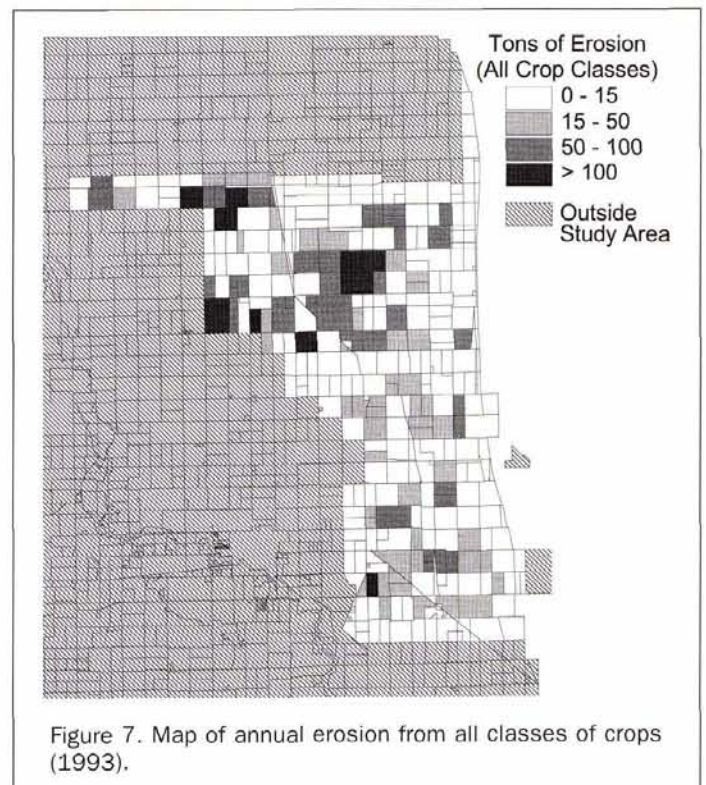 Tons of Erosion
(All Crop Classes)
0 - 15
15 - 50
50 - 100
> 100
Outside
Study Area
Figure 7. Map of annual erosion from all classes of crops
(1993).